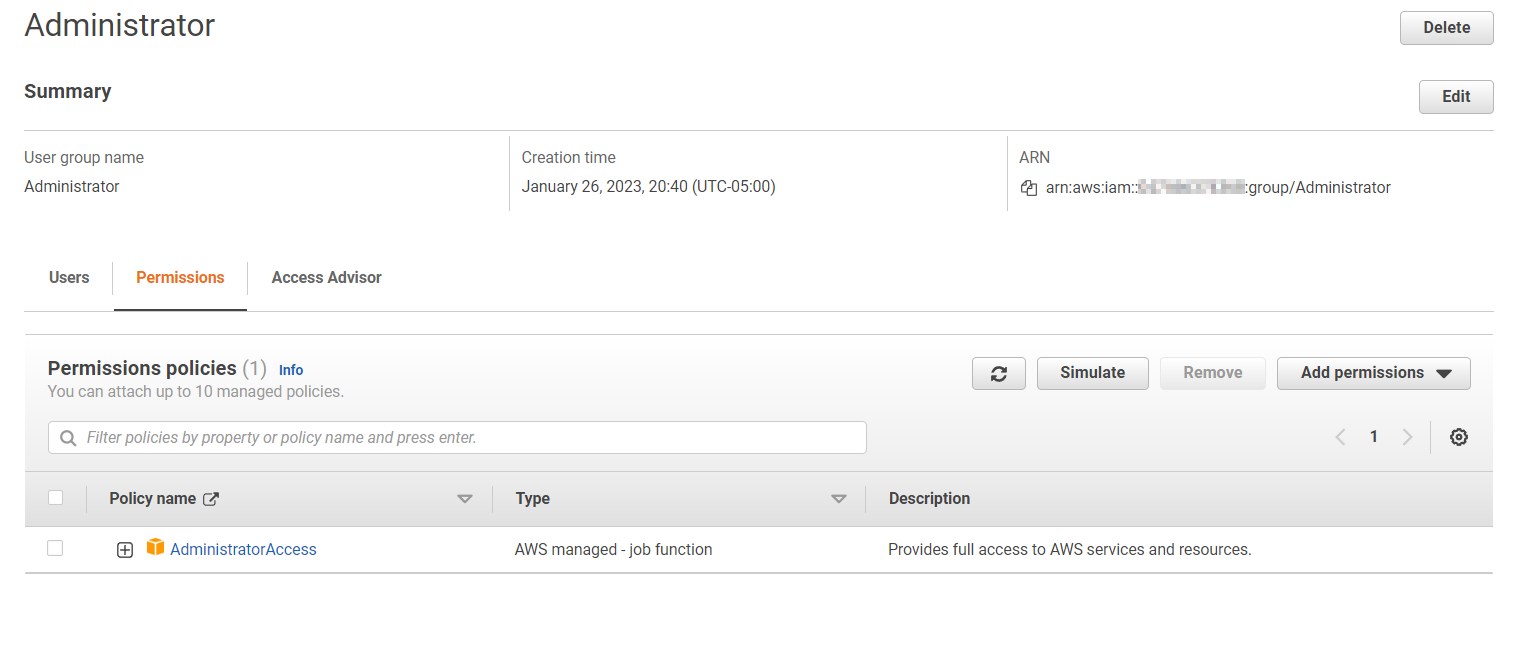 Administrator
Delete
Summary
Edit
User group name
Creation time
ARN
Administrator
January 26, 2023, 20:40 (UTC-05:00)
arn:aws:iam:: :group/Administrator
Users
Permissions
Access Advisor
Permissions policies (1) Info
You can attach up to 10 managed policies.
Simulate
Remove
Add permissions
Filter policies by property or policy name and press enter.
1
Policy name
Type
Description
AdministratorAccess
AWS managed - job function
Provides full access to AWS services and resources.